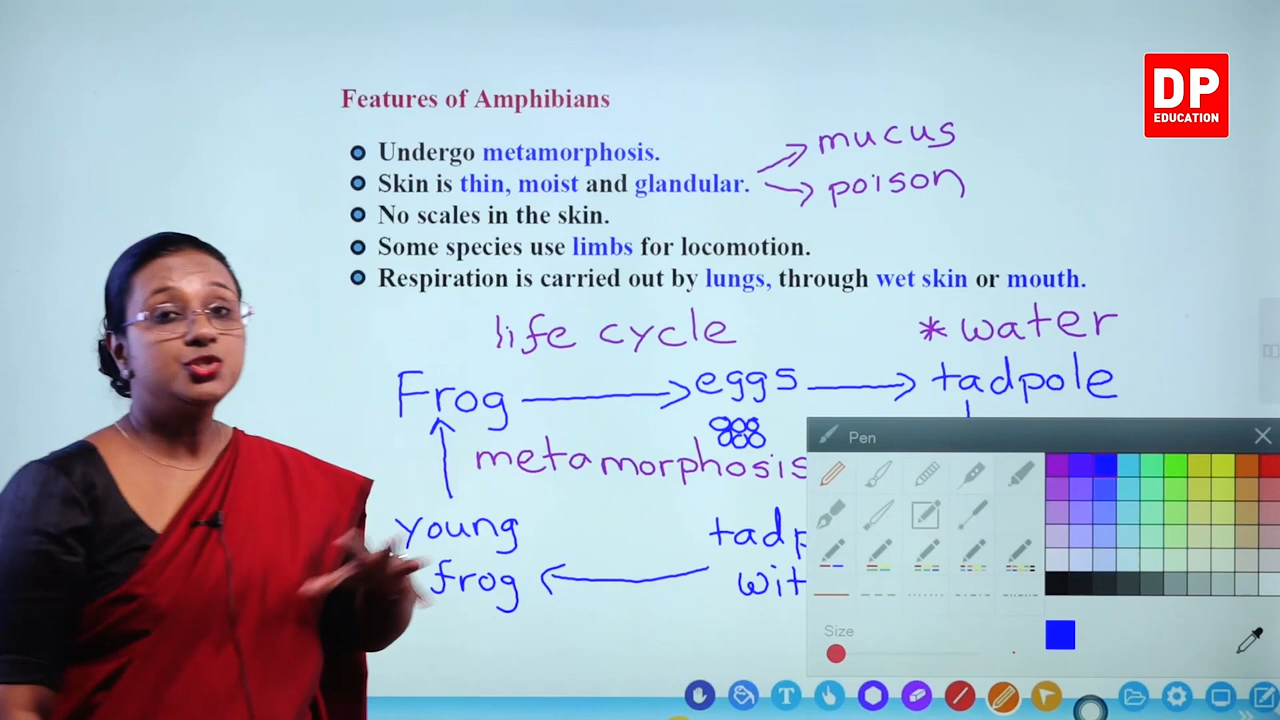 DP
EDUCATION
Features of Amphibians
Undergo metamorphosis.
Skin is thin, moist and glandular.
mucus
poison
No scales in the skin.
Some species use limbs for locomotion.
Respiration is carried out by lungs, through wet skin or mouth.
life cycle
* water
Frog
eggs
tadpole
metamorphosis
Pen
young
frog
tadp
wit
Size
T